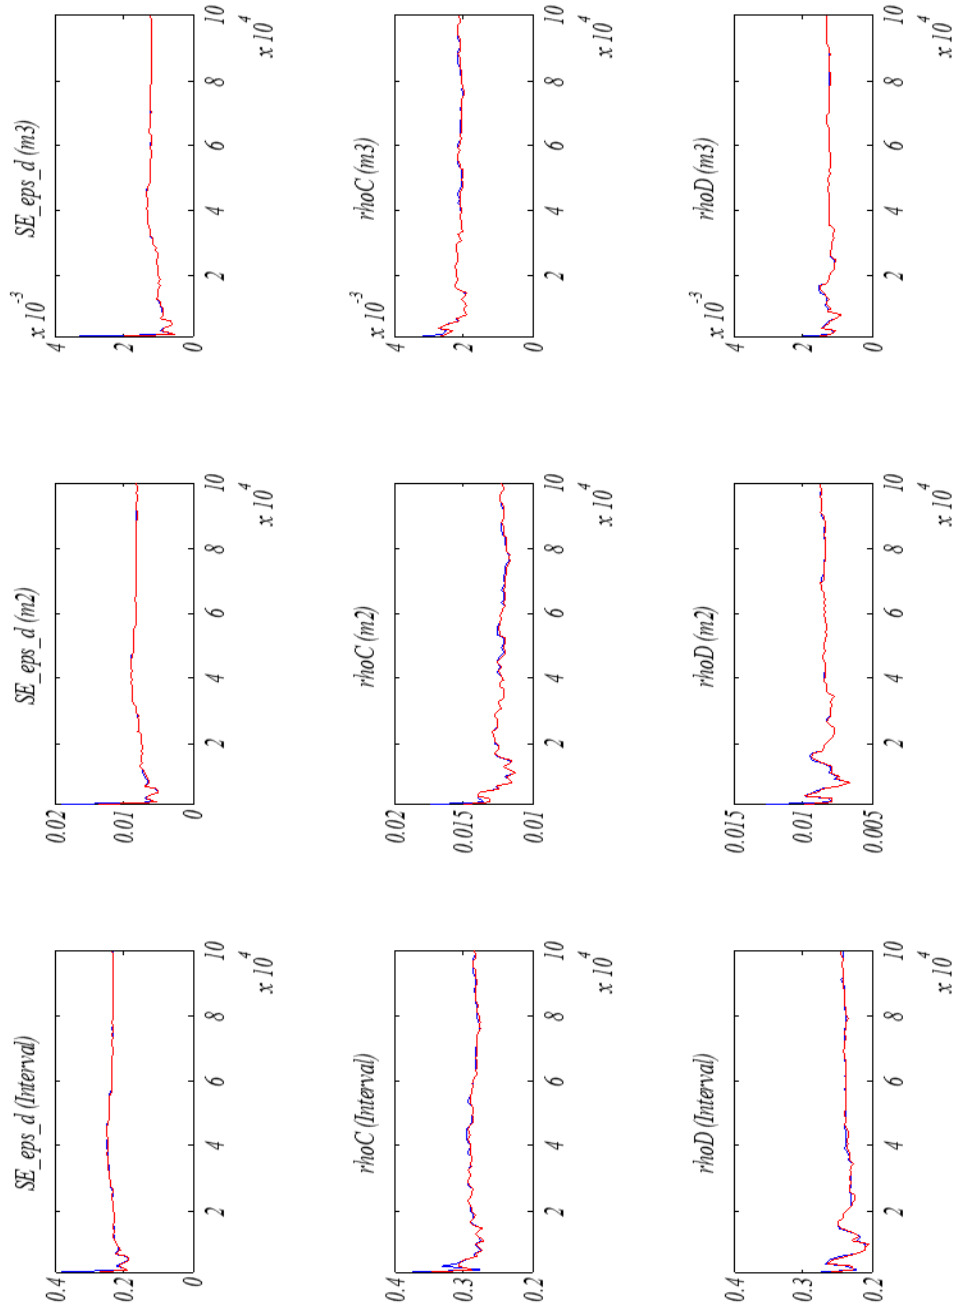 SE_eps_d (Interval)
0.4
0.2
0
2 4 6 8 10
x 10^4
SE_eps_d (m2)
0.02
0.01
0
2 4 6 8 10
x 10^4
SE_eps_d (m3)
x 10^-3
4
2
0
2 4 6 8 10
x 10^4
rhoC (Interval)
0.4
0.3
0.2
2 4 6 8 10
x 10^4
rhoC (m2)
0.02
0.015
0.01
2 4 6 8 10
x 10^4
rhoC (m3)
x 10^-3
4
2
0
2 4 6 8 10
x 10^4
rhoD (Interval)
0.4
0.3
0.2
2 4 6 8 10
x 10^4
rhoD (m2)
0.015
0.01
0.005
2 4 6 8 10
x 10^4
rhoD (m3)
x 10^-3
4
2
0
2 4 6 8 10
x 10^4